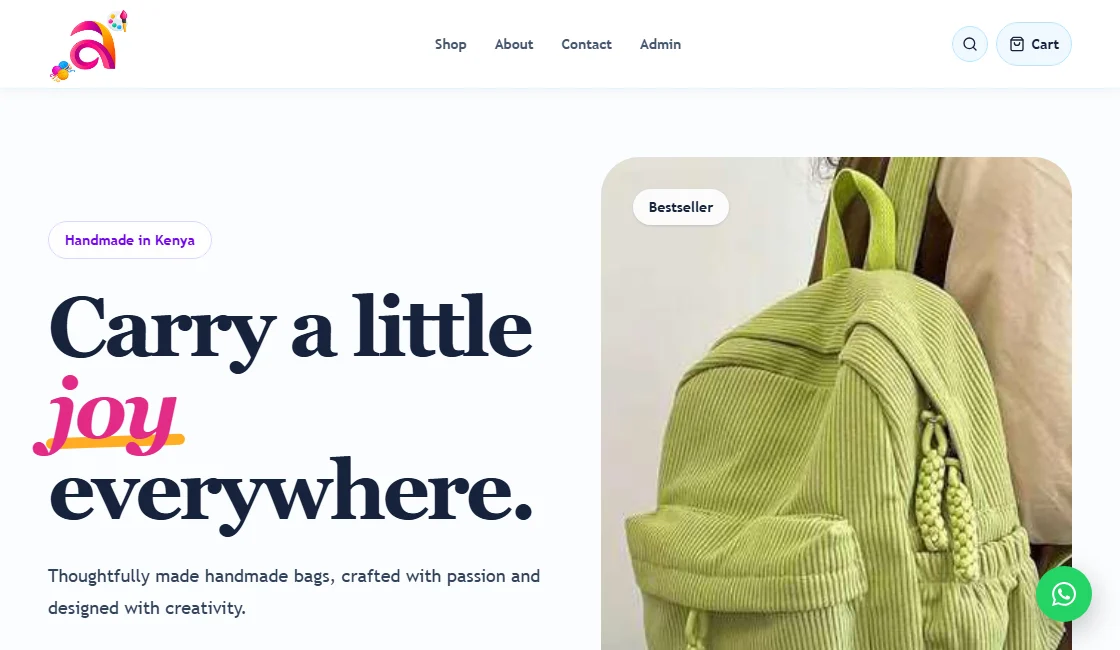 a
Shop
About
Contact
Admin
Cart
Handmade in Kenya
Carry a little
joy
everywhere.
Thoughtfully made handmade bags, crafted with passion and
designed with creativity.
Bestseller